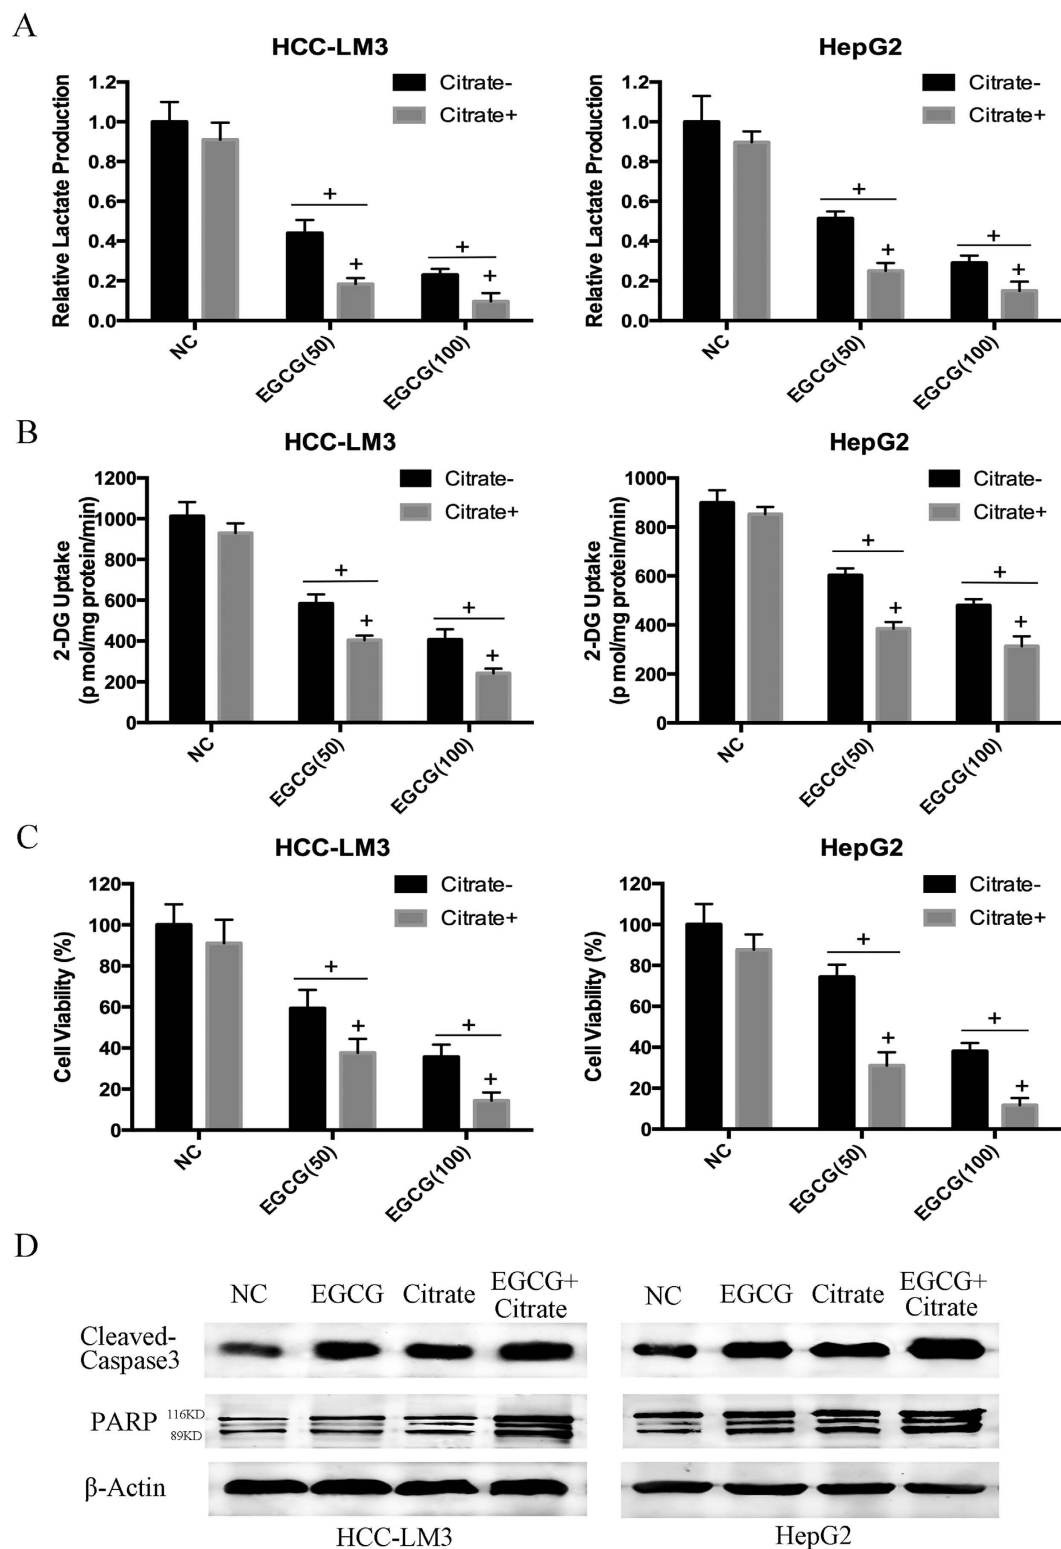 A
HCC-LM3
Relative Lactate Production
1.2
1.0
0.8
0.6
0.4
0.2
0.0
Citrate-
Citrate+
+
+
+
+
NC
EGCG(50)
EGCG(100)
HepG2
Relative Lactate Production
1.2
1.0
0.8
0.6
0.4
0.2
0.0
Citrate-
Citrate+
+
+
+
+
NC
EGCG(50)
EGCG(100)
B
HCC-LM3
2-DG Uptake
(p mol/mg protein/min)
1200
1000
800
600
400
200
0
Citrate-
Citrate+
+
+
+
+
NC
EGCG(50)
EGCG(100)
HepG2
2-DG Uptake
(p mol/mg protein/min)
1000
800
600
400
200
0
Citrate-
Citrate+
+
+
+
+
NC
EGCG(50)
EGCG(100)
C
HCC-LM3
Cell Viability (%)
120
100
80
60
40
20
0
Citrate-
Citrate+
+
+
+
+
NC
EGCG(50)
EGCG(100)
HepG2
Cell Viability (%)
120
100
80
60
40
20
0
Citrate-
Citrate+
+
+
+
+
NC
EGCG(50)
EGCG(100)
D
NC EGCG Citrate EGCG+
Citrate
NC EGCG Citrate EGCG+
Citrate
Cleaved-
Caspase3
PARP
116KD
89KD
β-Actin
HCC-LM3
HepG2